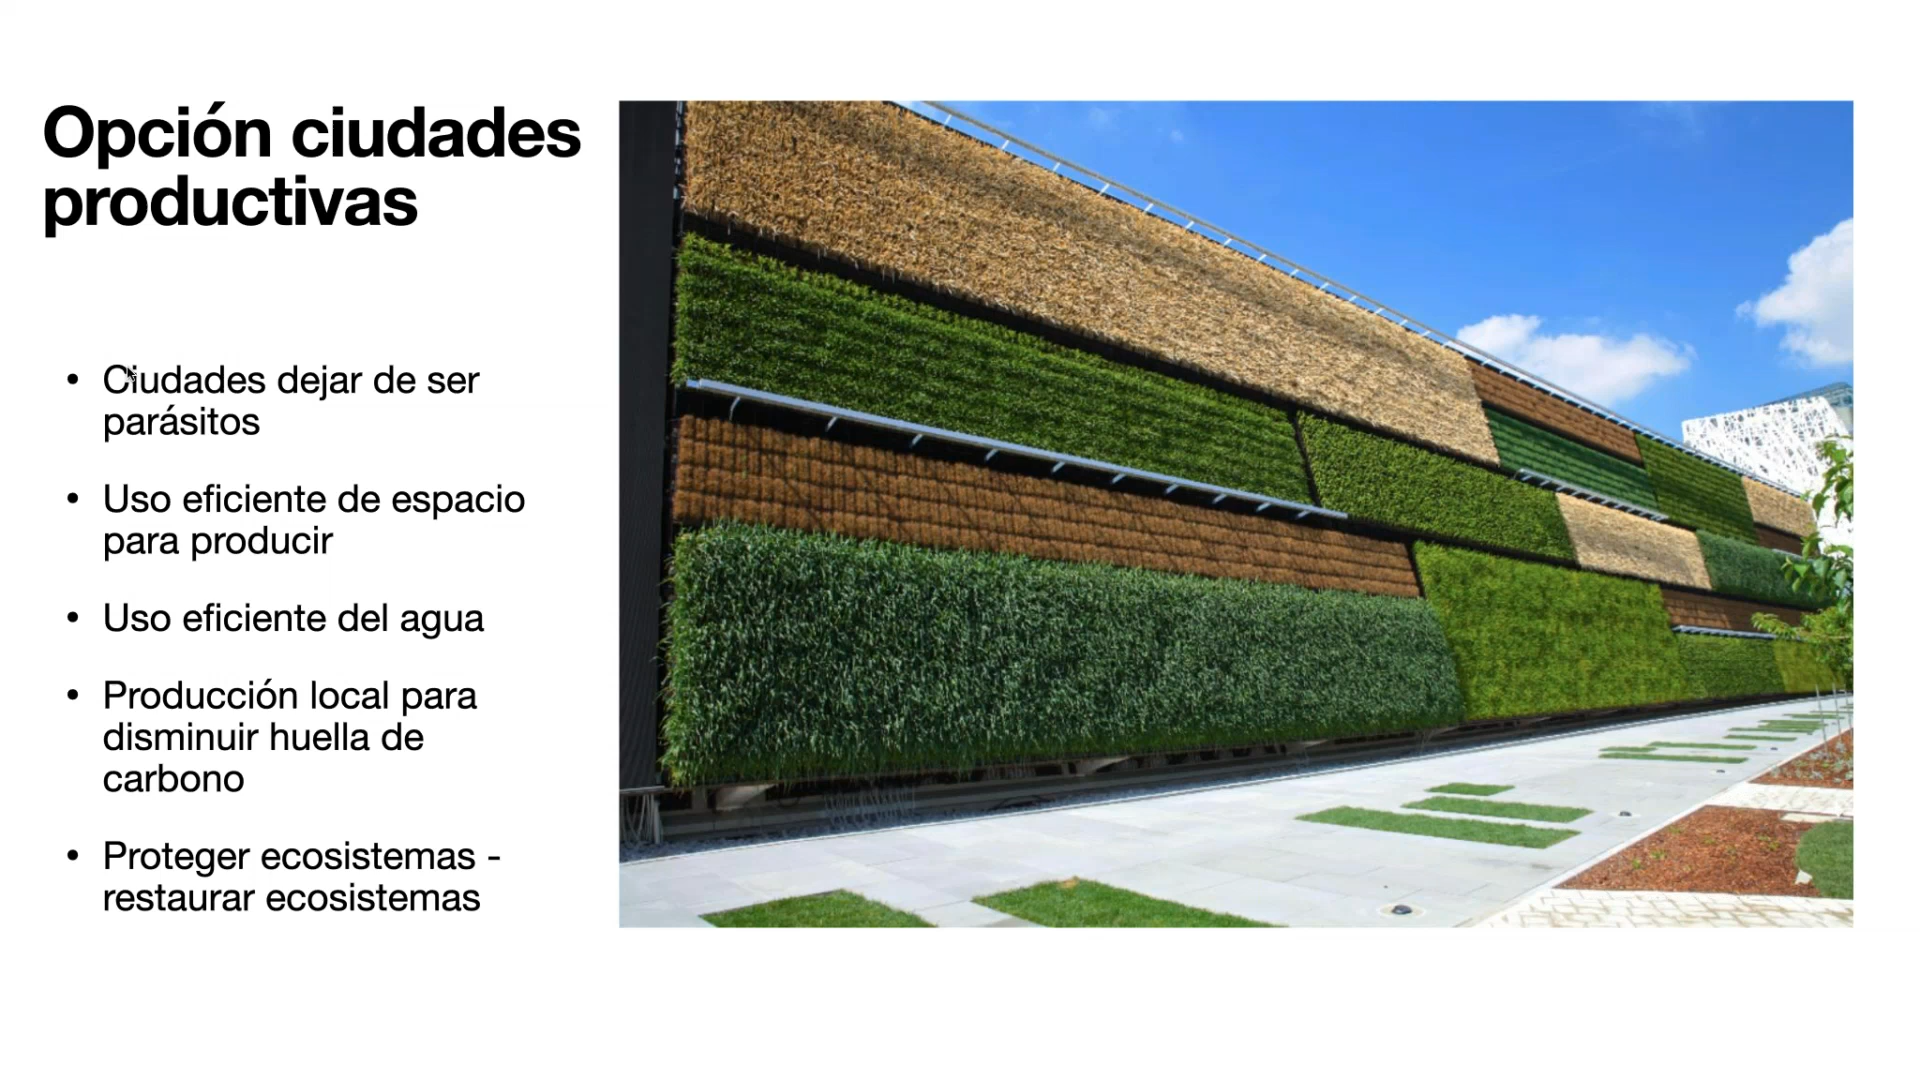 Opción ciudades
productivas
• Ciudades dejar de ser
parásitos
• Uso eficiente de espacio
para producir
• Uso eficiente del agua
• Producción local para
disminuir huella de
carbono
• Proteger ecosistemas -
restaurar ecosistemas